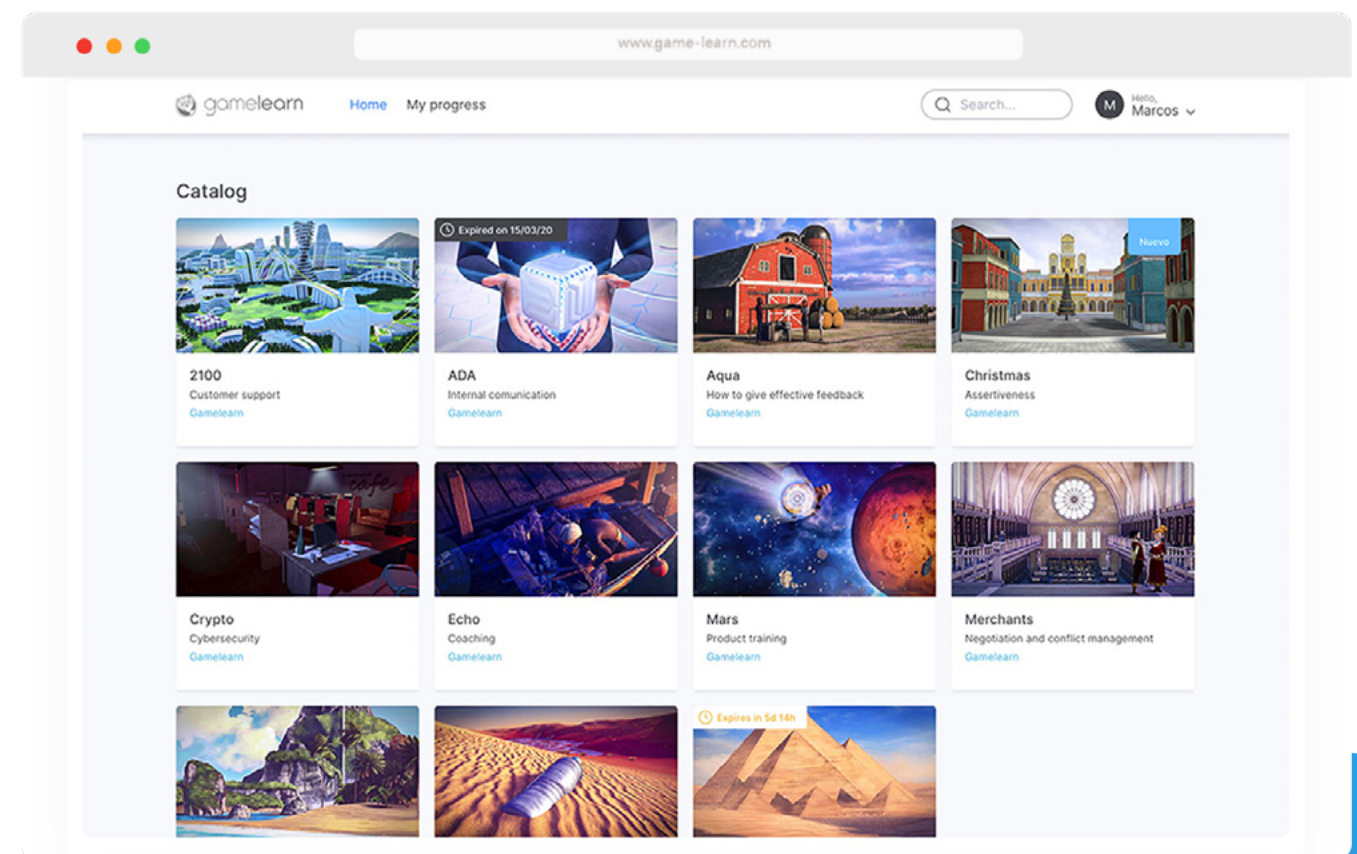 www.game-learn.com
gamelearn Home My progress Search... M Hello, Marcos
Catalog
Expired on 15/03/20
Nuevo
2100
Customer support
Gamelearn
ADA
Internal comunication
Gamelearn
Aqua
How to give effective feedback
Gamelearn
Christmas
Assertiveness
Gamelearn
cafe
Crypto
Cybersecurity
Gamelearn
Echo
Coaching
Gamelearn
Mars
Product training
Gamelearn
Merchants
Negotiation and conflict management
Gamelearn
Expires in 5d 14h